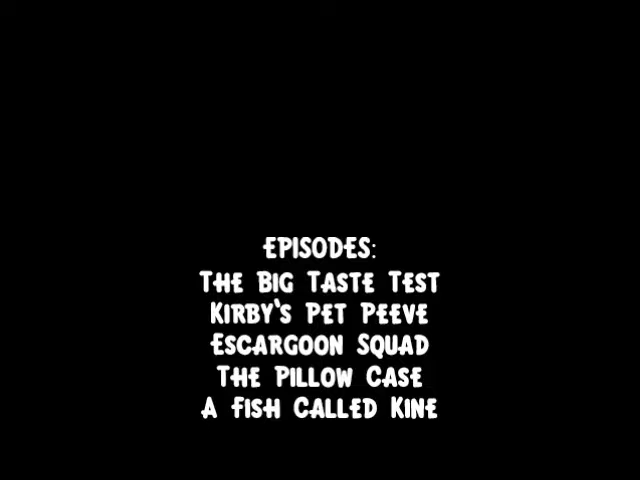 EPISODES:
THE BIG TASTE TEST
KIRBY'S PET PEEVE
ESCARGOON SQUAD
THE PILLOW CASE
A FISH CALLED KINE